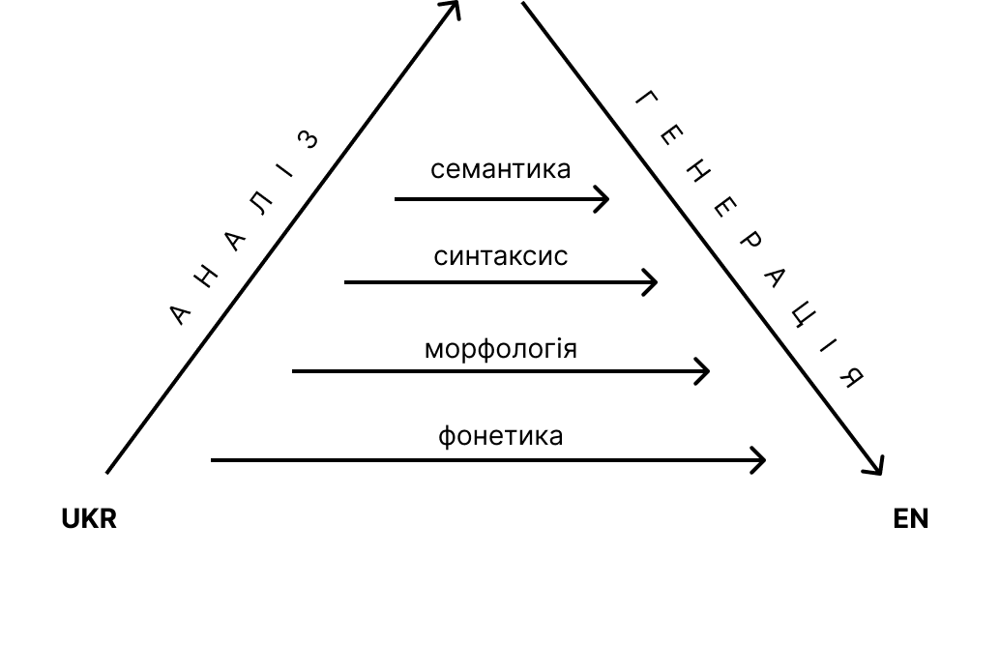 АНАЛІЗ
ГЕНЕРАЦІЯ
семантика
синтаксис
морфологія
фонетика
UKR
EN